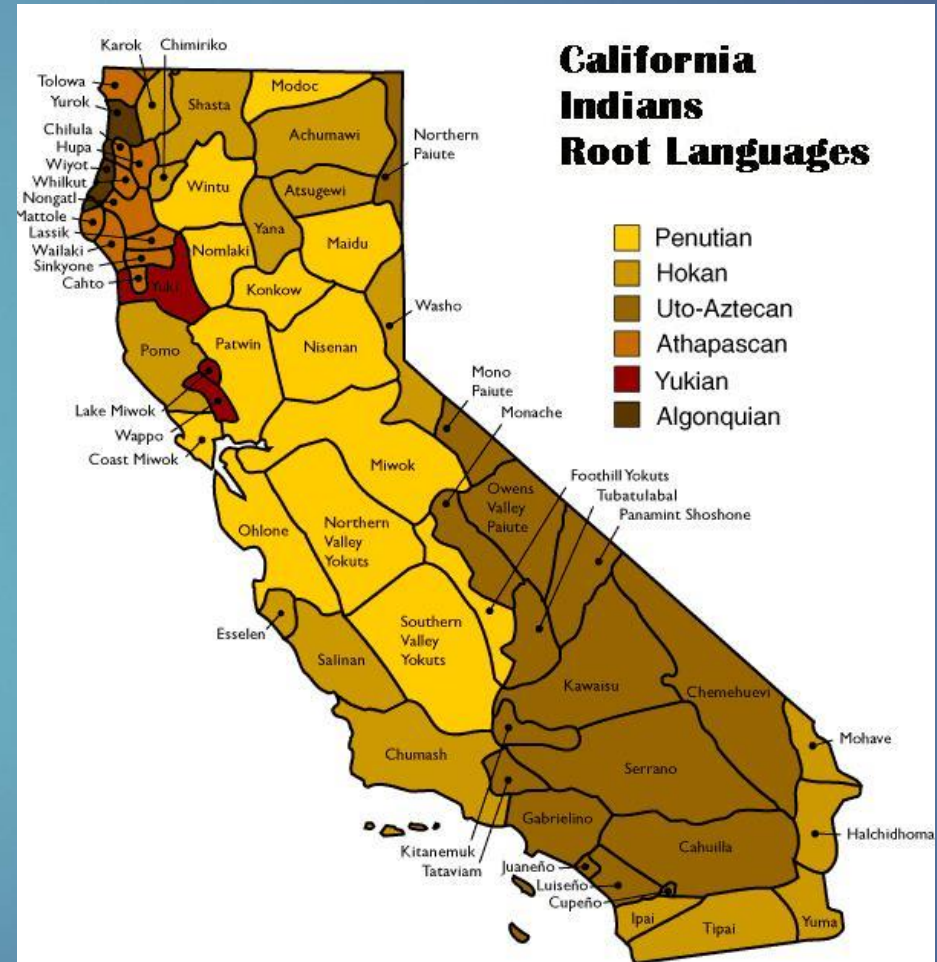 California
Indians
Root Languages
Penutian
Hokan
Uto-Aztecan
Athapascan
Yukian
Algonquian
Karok
Chimiriko
Tolowa
Yurok
Chilula
Hupa
Wiyot
Whilkut
Nongatl
Mattole
Lassik
Wailaki
Sinkyone
Cahto
Shasta
Modoc
Achumawi
Northern
Paiute
Wintu
Atsugewi
Yana
Nomlaki
Maidu
Yuki
Konkow
Washo
Pomo
Patwin
Nisenan
Lake Miwok
Wappo
Coast Miwok
Mono
Paiute
Monache
Miwok
Foothill Yokuts
Tubatulabal
Panamint Shoshone
Owens
Valley
Paiute
Ohlone
Northern
Valley
Yokuts
Esselen
Salinan
Southern
Valley
Yokuts
Kawaisu
Chemehuevi
Mohave
Chumash
Serrano
Gabrielino
Halchidhoma
Kitanemuk
Tataviam
Cahuilla
Juaneño
Luiseño
Cupeño
Ipai
Tipai
Yuma